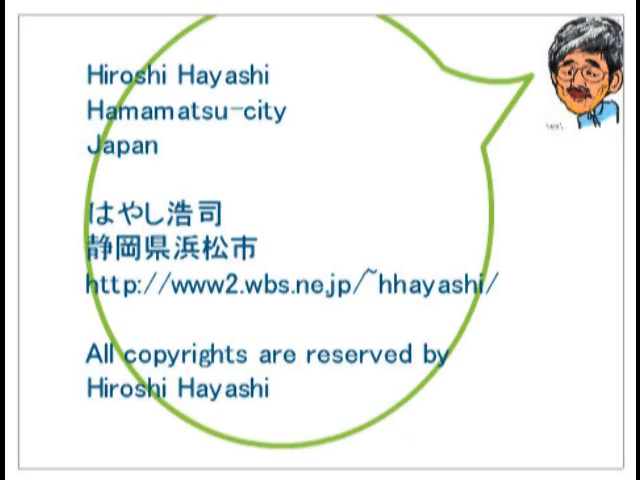 Hiroshi Hayashi
Hamamatsu-city
Japan
はやし浩司
静岡県浜松市
http://www2.wbs.ne.jp/~hhayashi/
All copyrights are reserved by
Hiroshi Hayashi